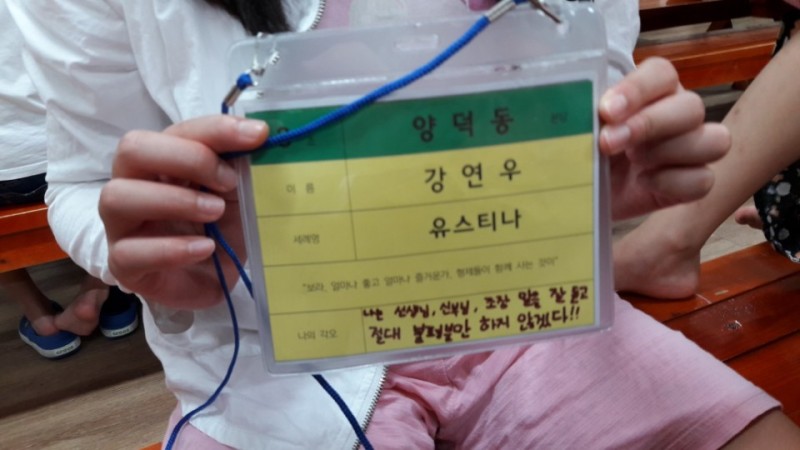 조 양덕동 본당
이름 강연우
세례명 유스티나
"보라, 얼마나 좋고 얼마나 즐거운가, 형제들이 함께 사는 것이"
나는 선생님, 신부님, 조장 말을 잘 듣고
나의 각오 절대 불평불만 하지 않겠다!!